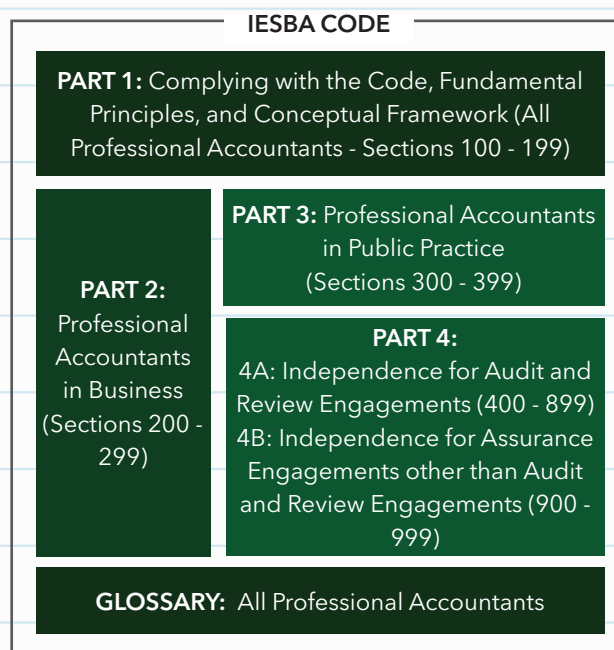 IESBA CODE
PART 1: Complying with the Code, Fundamental
Principles, and Conceptual Framework (All
Professional Accountants - Sections 100 - 199)
PART 2:
Professional
Accountants
in Business
(Sections 200 -
299)
PART 3: Professional Accountants
in Public Practice
(Sections 300 - 399)
PART 4:
4A: Independence for Audit and
Review Engagements (400 - 899)
4B: Independence for Assurance
Engagements other than Audit
and Review Engagements (900 -
999)
GLOSSARY: All Professional Accountants